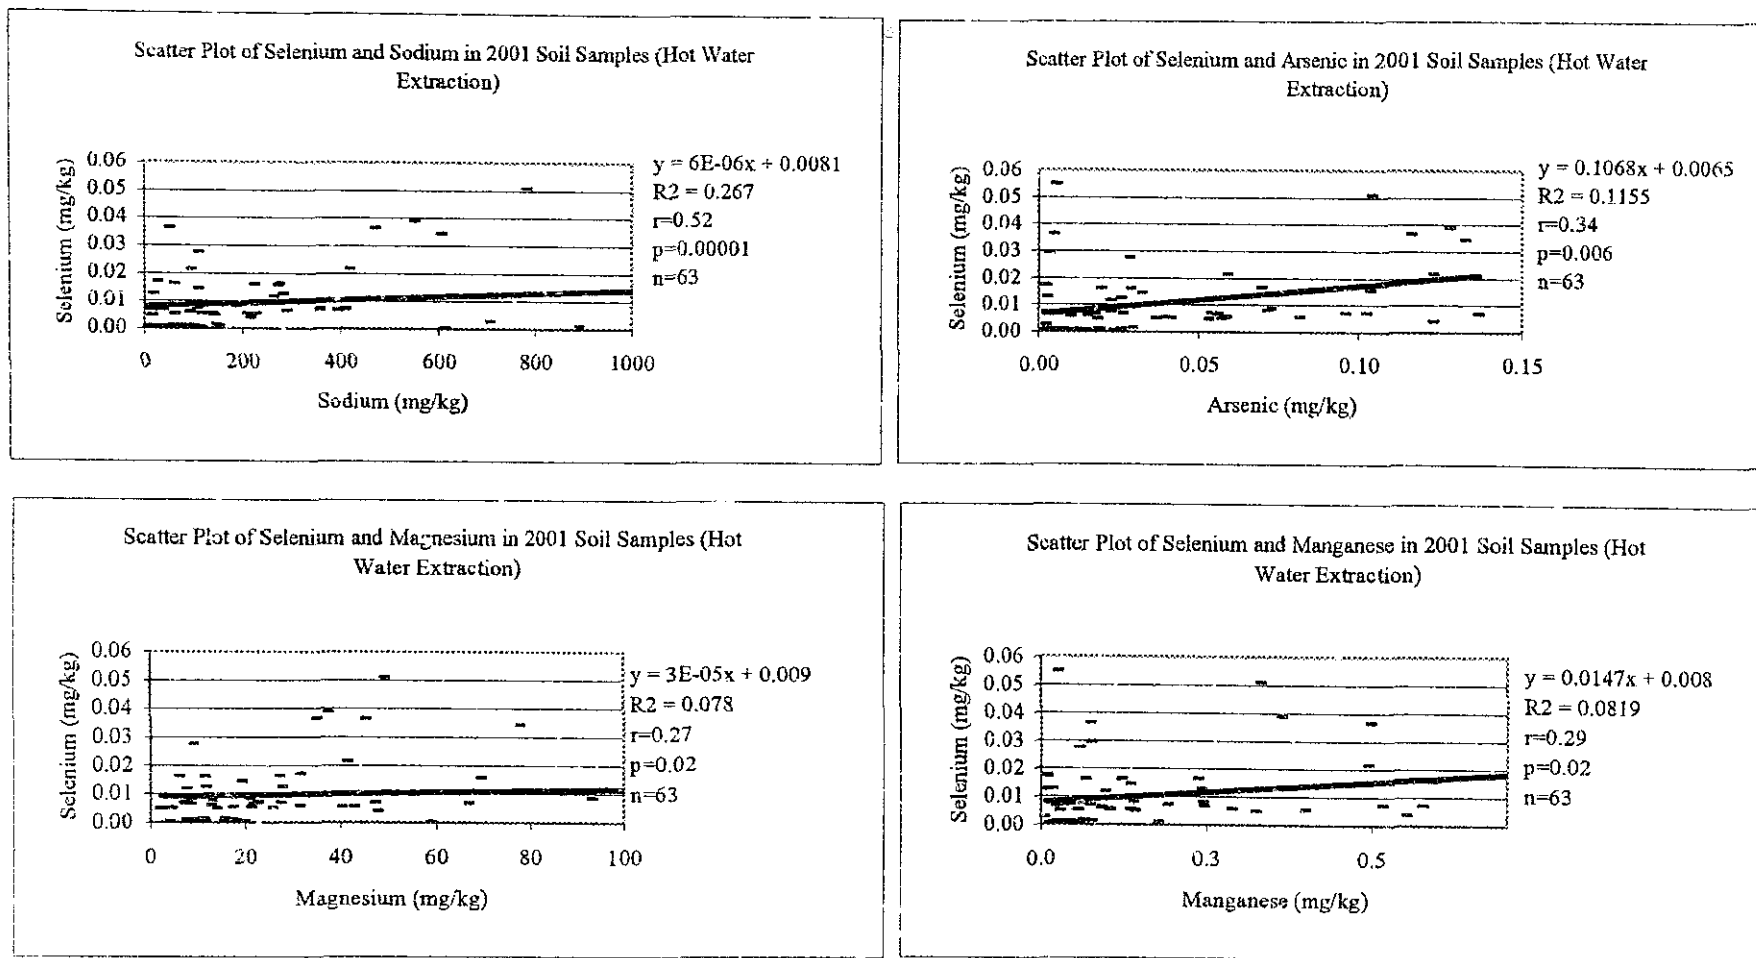 Scatter Plot of Selenium and Sodium in 2001 Soil Samples (Hot Water
Extraction)
Selenium (mg/kg)
0.06
0.05
0.04
0.03
0.02
0.01
0.00
0
200
400
600
800
1000
Sodium (mg/kg)
y = 6E-06x + 0.0081
R2 = 0.267
r=0.52
p=0.00001
n=63
Scatter Plot of Selenium and Arsenic in 2001 Soil Samples (Hot Water
Extraction)
Selenium (mg/kg)
0.06
0.05
0.04
0.03
0.02
0.01
0.00
0.00
0.05
0.10
0.15
Arsenic (mg/kg)
y = 0.1068x + 0.0065
R2 = 0.1155
r=0.34
p=0.006
n=63
Scatter Plot of Selenium and Magnesium in 2001 Soil Samples (Hot
Water Extraction)
Selenium (mg/kg)
0.06
0.05
0.04
0.03
0.02
0.01
0.00
0
20
40
60
80
100
Magnesium (mg/kg)
y = 3E-05x + 0.009
R2 = 0.078
r=0.27
p=0.02
n=63
Scatter Plot of Selenium and Manganese in 2001 Soil Samples (Hot
Water Extraction)
Selenium (mg/kg)
0.06
0.05
0.04
0.03
0.02
0.01
0.00
0.0
0.3
0.5
Manganese (mg/kg)
y = 0.0147x + 0.008
R2 = 0.0819
r=0.29
p=0.02
n=63